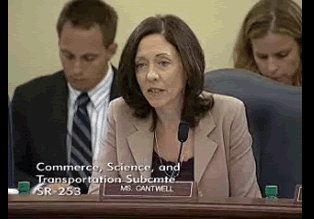 Commerce, Science, and
Transportation Subcmte.
SR-253
MS. CANTWELL